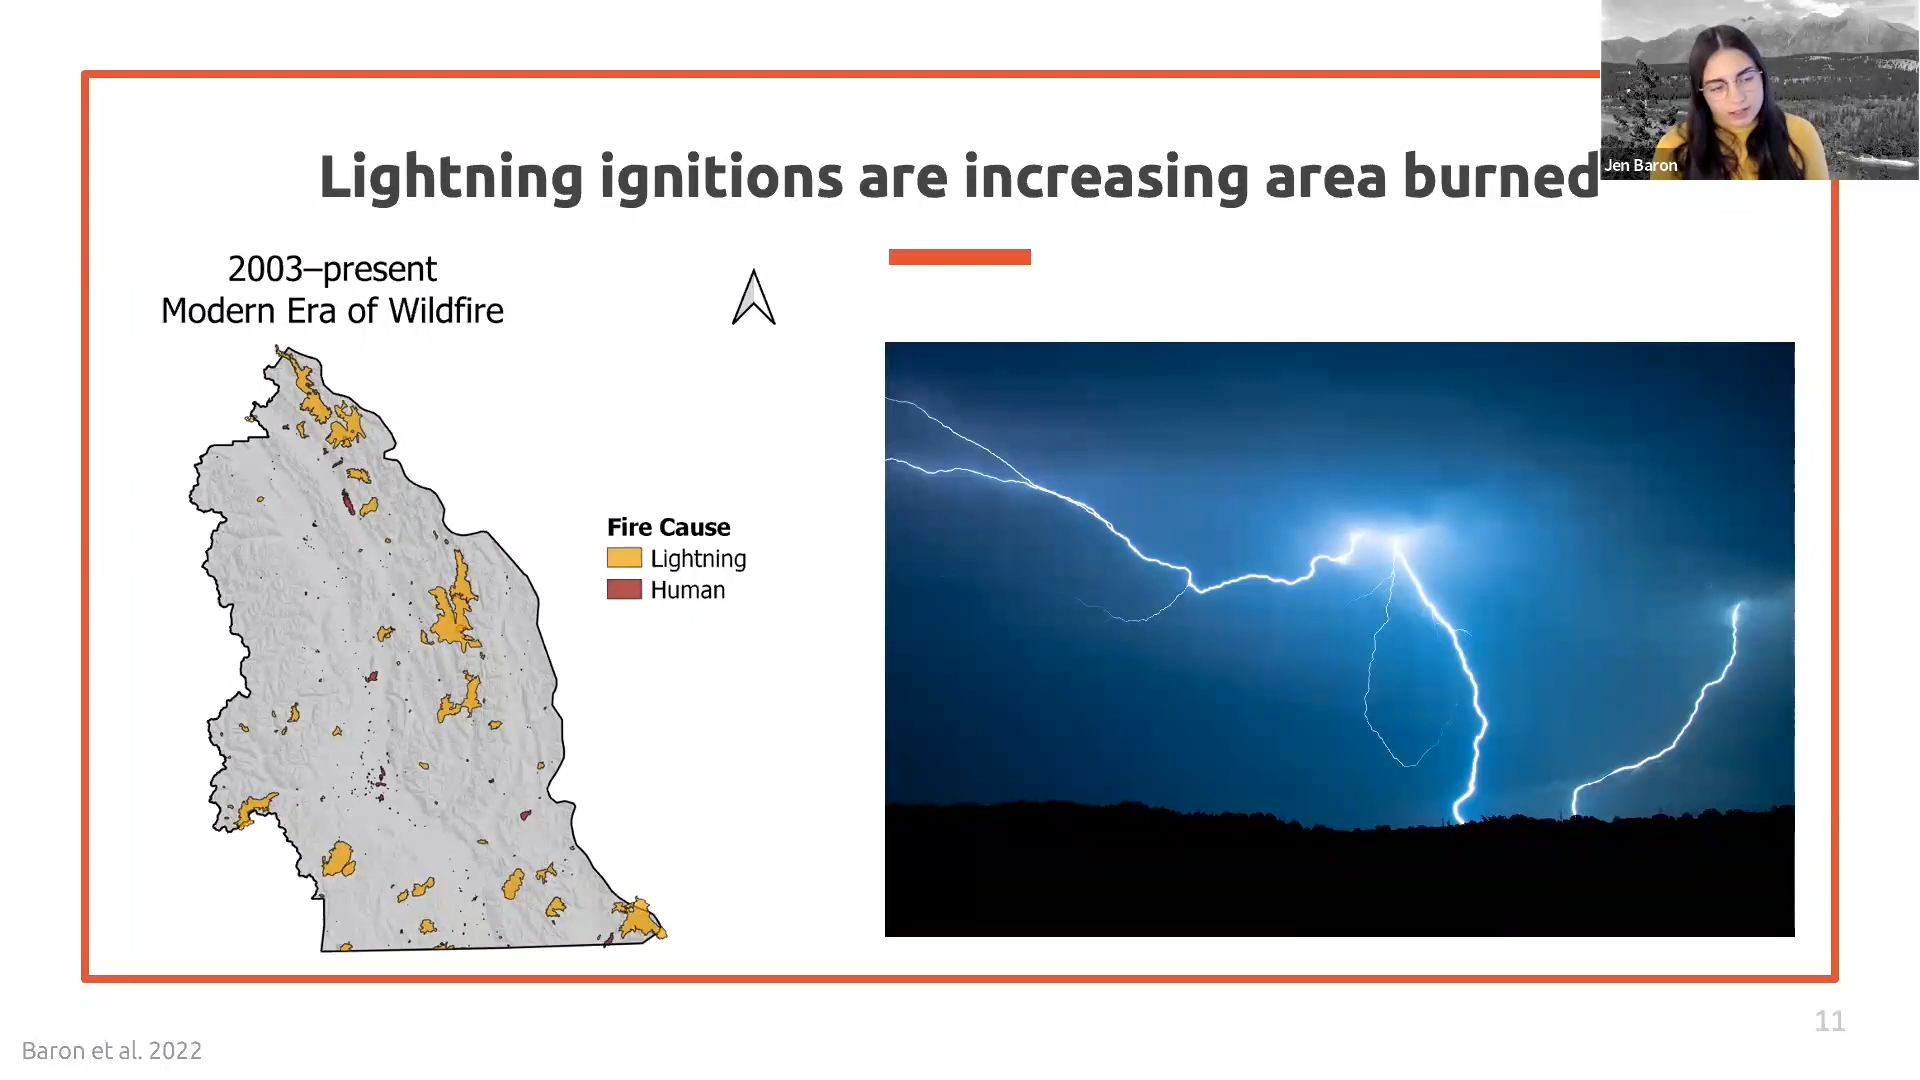 Lightning ignitions are increasing area burned
Jen Baron
2003–present
Modern Era of Wildfire
Fire Cause
Lightning
Human
11
Baron et al. 2022